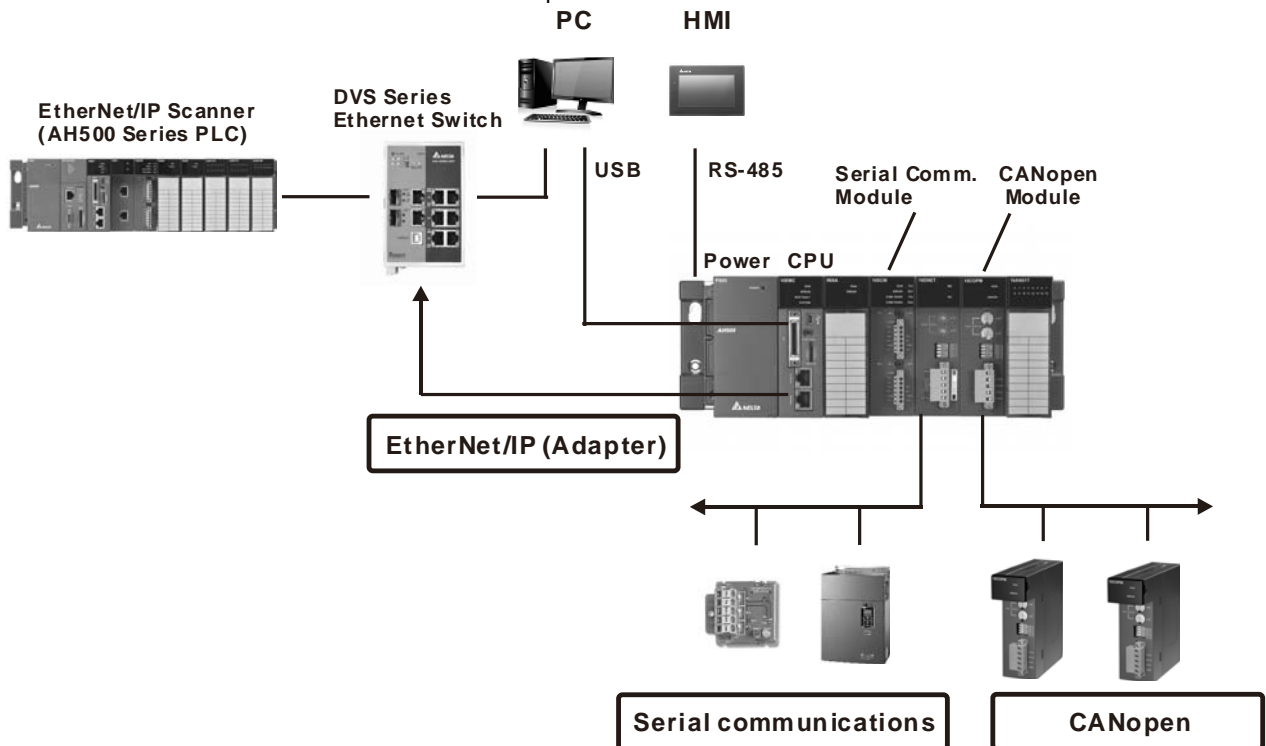 PC
HMI
EtherNet/IP Scanner
(AH500 Series PLC)
DVS Series
Ethernet Switch
USB
RS-485
Serial Comm.
Module
CANopen
Module
Power CPU
EtherNet/IP (Adapter)
Serial communications
CANopen